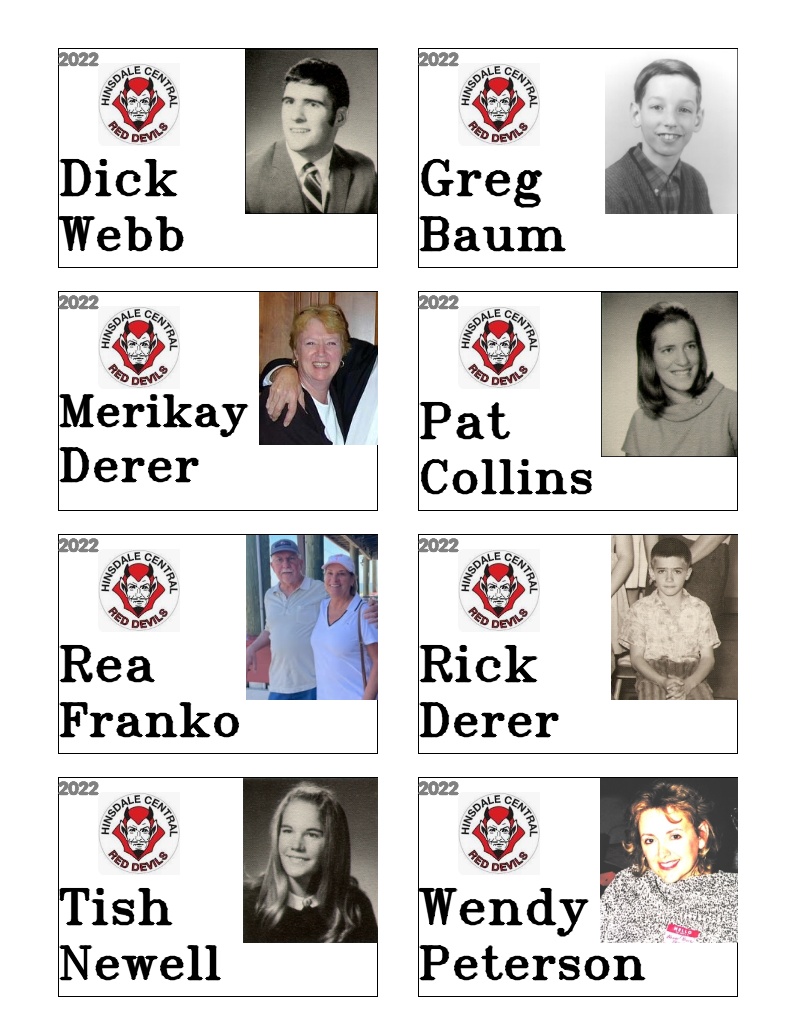 2022
HINSDALE CENTRAL
RED DEVILS
Dick
Webb
2022
HINSDALE CENTRAL
RED DEVILS
Greg
Baum
2022
HINSDALE CENTRAL
RED DEVILS
Merikay
Derer
2022
HINSDALE CENTRAL
RED DEVILS
Pat
Collins
2022
HINSDALE CENTRAL
RED DEVILS
Rea
Franko
2022
HINSDALE CENTRAL
RED DEVILS
Rick
Derer
2022
HINSDALE CENTRAL
RED DEVILS
Tish
Newell
2022
HINSDALE CENTRAL
RED DEVILS
Wendy
Peterson
HELLO